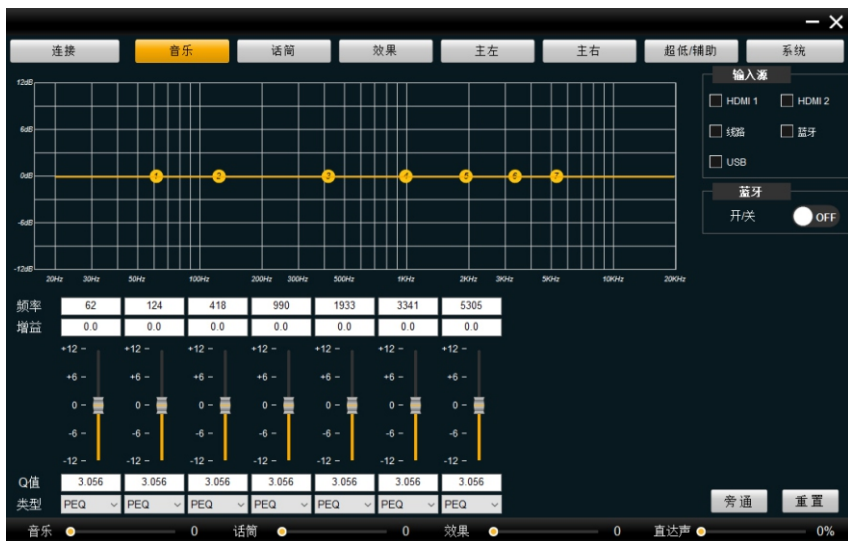 连接 音乐 话筒 效果 主左 主右 超低/辅助 系统
12dB
6dB
0dB
-6dB
-12dB
1 2 3 4 5 6 7
20Hz 30Hz 50Hz 100Hz 200Hz 300Hz 500Hz 1KHz 2KHz 3KHz 5KHz 10KHz 20KHz
输入源
HDMI 1 HDMI 2
线路 蓝牙
USB
蓝牙
开/关 OFF
频率 62 124 418 990 1933 3341 5305
增益 0.0 0.0 0.0 0.0 0.0 0.0 0.0
+12 +12 +12 +12 +12 +12 +12
+6 +6 +6 +6 +6 +6 +6
0 0 0 0 0 0 0
-6 -6 -6 -6 -6 -6 -6
-12 -12 -12 -12 -12 -12 -12
Q值 3.056 3.056 3.056 3.056 3.056 3.056 3.056
类型 PEQ PEQ PEQ PEQ PEQ PEQ PEQ
旁通 重置
音乐 0 话筒 0 效果 0 直达声 0%